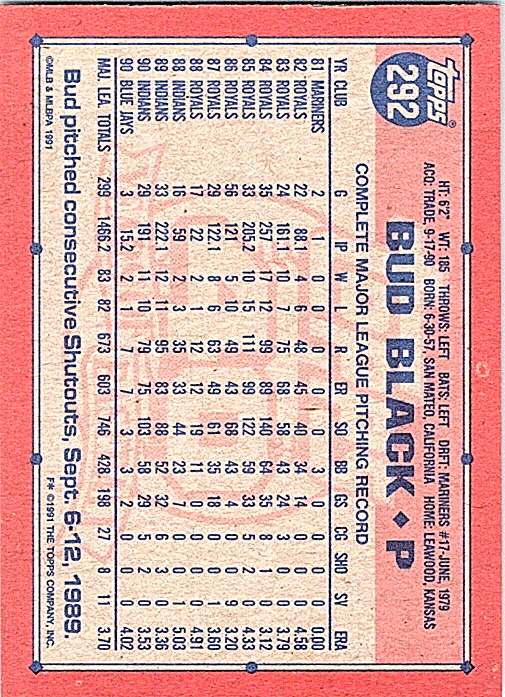 topps®
292
HT: 6'2" WT: 185 THROWS: LEFT BATS: LEFT DRFT: MARINERS #17-JUNE, 1979
ACQ: TRADE, 9-17-90 BORN: 6-30-57, SAN MATEO, CALIFORNIA HOME: LEAWOOD, KANSAS
BUD BLACK ♦ P
COMPLETE MAJOR LEAGUE PITCHING RECORD
YR CLUB G IP W L R ER SO BB GS CG SHO SV ERA
81 MARINERS 2 1 0 0 0 0 0 3 0 0 0 0 0.00
82 ROYALS 22 88.1 4 6 48 45 40 34 14 0 0 0 4.58
83 ROYALS 24 161.1 10 7 75 68 58 43 24 3 0 0 3.79
84 ROYALS 35 257 17 12 99 89 140 64 35 8 1 0 3.12
85 ROYALS 33 205.2 10 15 111 99 122 59 33 5 2 0 4.33
86 ROYALS 56 121 5 10 49 43 68 43 4 0 0 9 3.20
87 ROYALS 29 122.1 8 6 63 49 61 35 18 0 0 1 3.60
88 ROYALS 17 22 2 1 12 12 19 11 0 0 0 0 4.91
88 INDIANS 16 59 2 3 35 33 44 23 7 0 0 1 5.03
89 INDIANS 33 222.1 12 11 95 83 88 52 32 6 3 0 3.36
90 INDIANS 29 191 11 10 79 75 103 58 29 5 2 0 3.53
90 BLUE JAYS 3 15.2 2 1 7 7 3 3 2 0 0 0 4.02
MAJ. LEA. TOTALS 299 1466.2 83 82 673 603 746 428 198 27 8 11 3.70
Bud pitched consecutive Shutouts, Sept. 6-12, 1989.
©MLB & MLBPA 1991
F* ©1991 THE TOPPS COMPANY, INC.